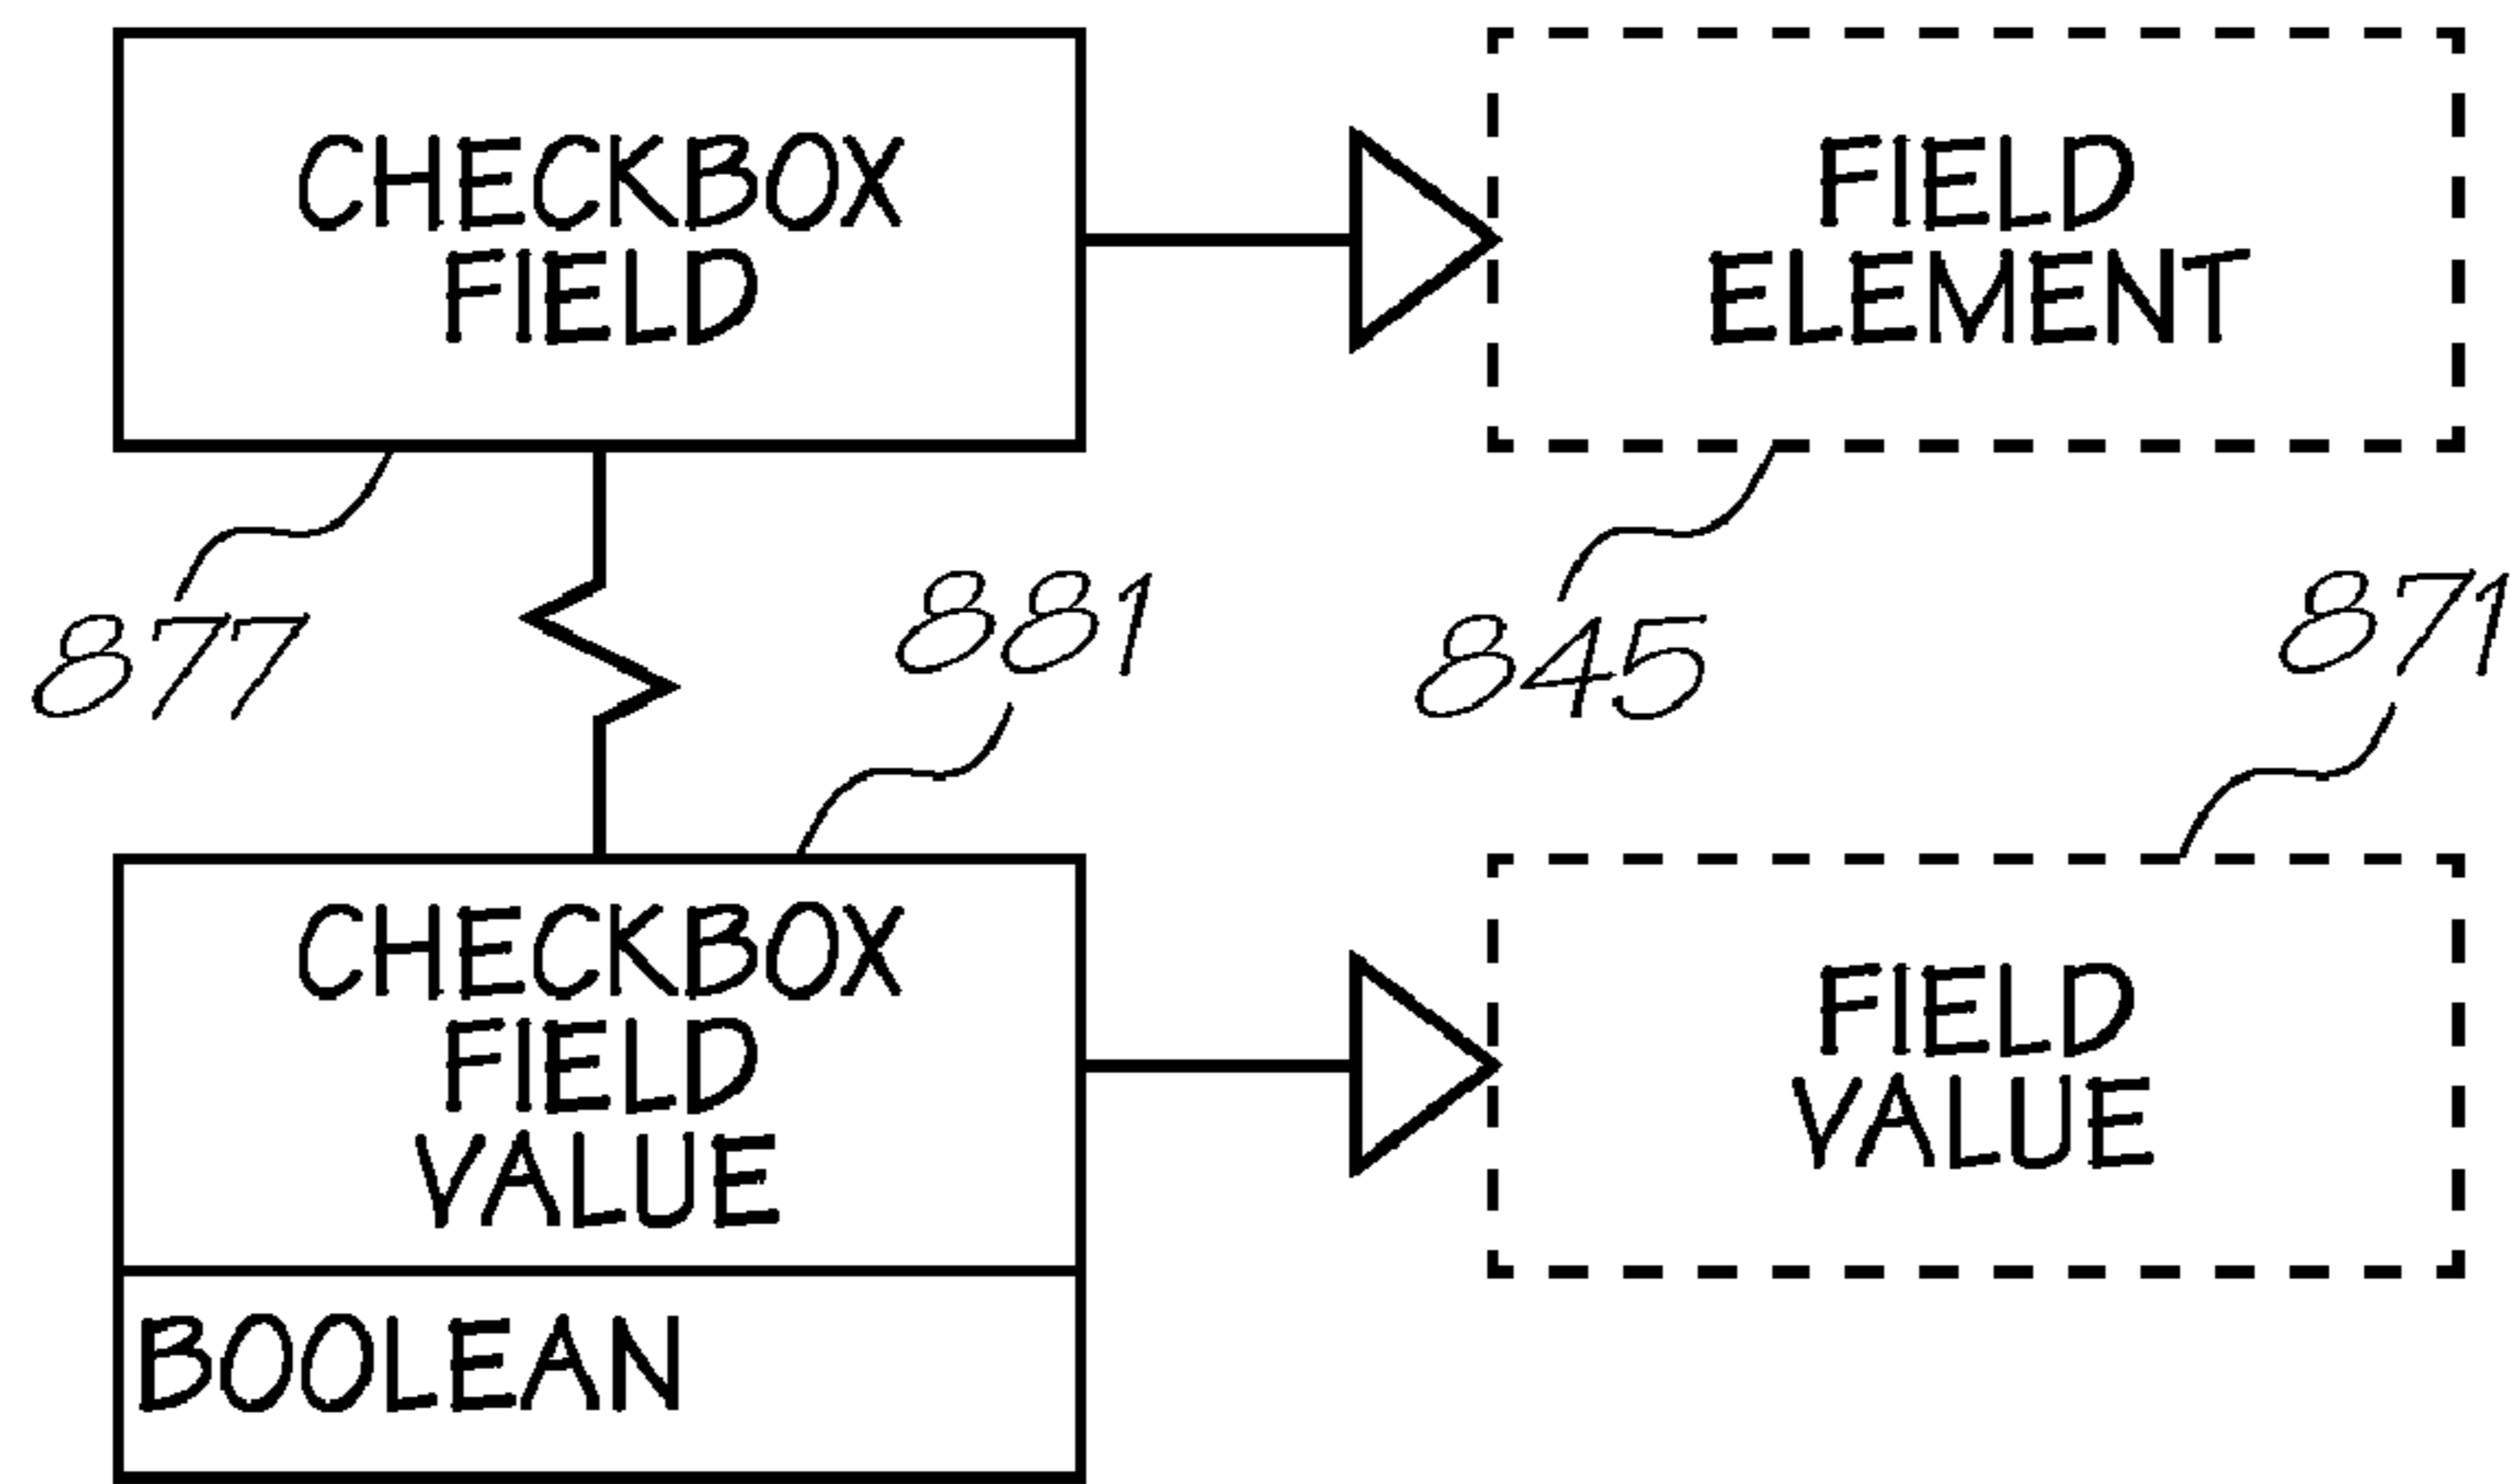 CHECKBOX
FIELD
FIELD
ELEMENT
877
881
845
871
CHECKBOX
FIELD
VALUE
FIELD
VALUE
BOOLEAN